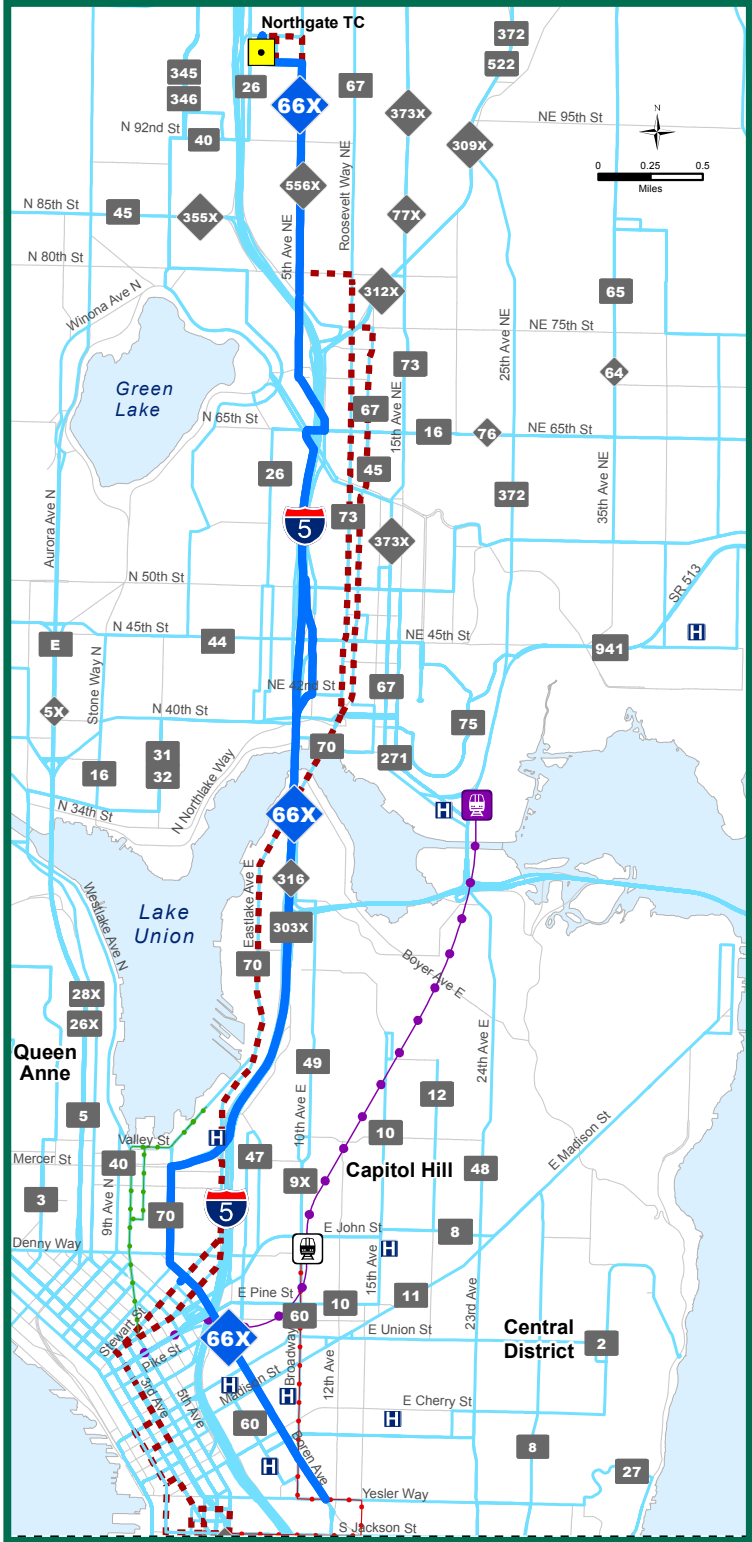 Northgate TC
372
522
345
346
26
66X
67
373X
N 92nd St
40
309X
NE 95th St
N
0 0.25 0.5
Miles
556X
Roosevelt Way NE
N 85th St
45
355X
77X
5th Ave NE
N 80th St
312X
65
Winona Ave N
NE 75th St
25th Ave NE
Green
Lake
73
64
15th Ave NE
67
N 65th St
16
76
NE 65th St
26
45
372
35th Ave NE
Aurora Ave N
5
73
373X
N 50th St
SR 513
H
N 45th St
44
NE 45th St
E
941
Stone Way N
NE 42nd St
67
5X
N 40th St
75
70
31
32
271
16
N Northlake Way
N 34th St
H
66X
Eastlake Ave E
316
Westlake Ave N
Lake
Union
303X
70
Boyer Ave E
28X
26X
24th Ave E
Queen
Anne
49
10th Ave E
12
5
10
E Madison St
Valley St
H
Mercer St
40
47
Capitol Hill
48
9X
3
9th Ave N
70
5
E John St
8
Denny Way
H
15th Ave
E Pine St
10
11
60
23rd Ave
Stewart St
66X
E Union St
Central
District
2
Pike St
Broadway
12th Ave
3rd Ave
5th Ave
Madison St
H
H
E Cherry St
H
60
Boren Ave
8
H
27
Yesler Way
S Jackson St